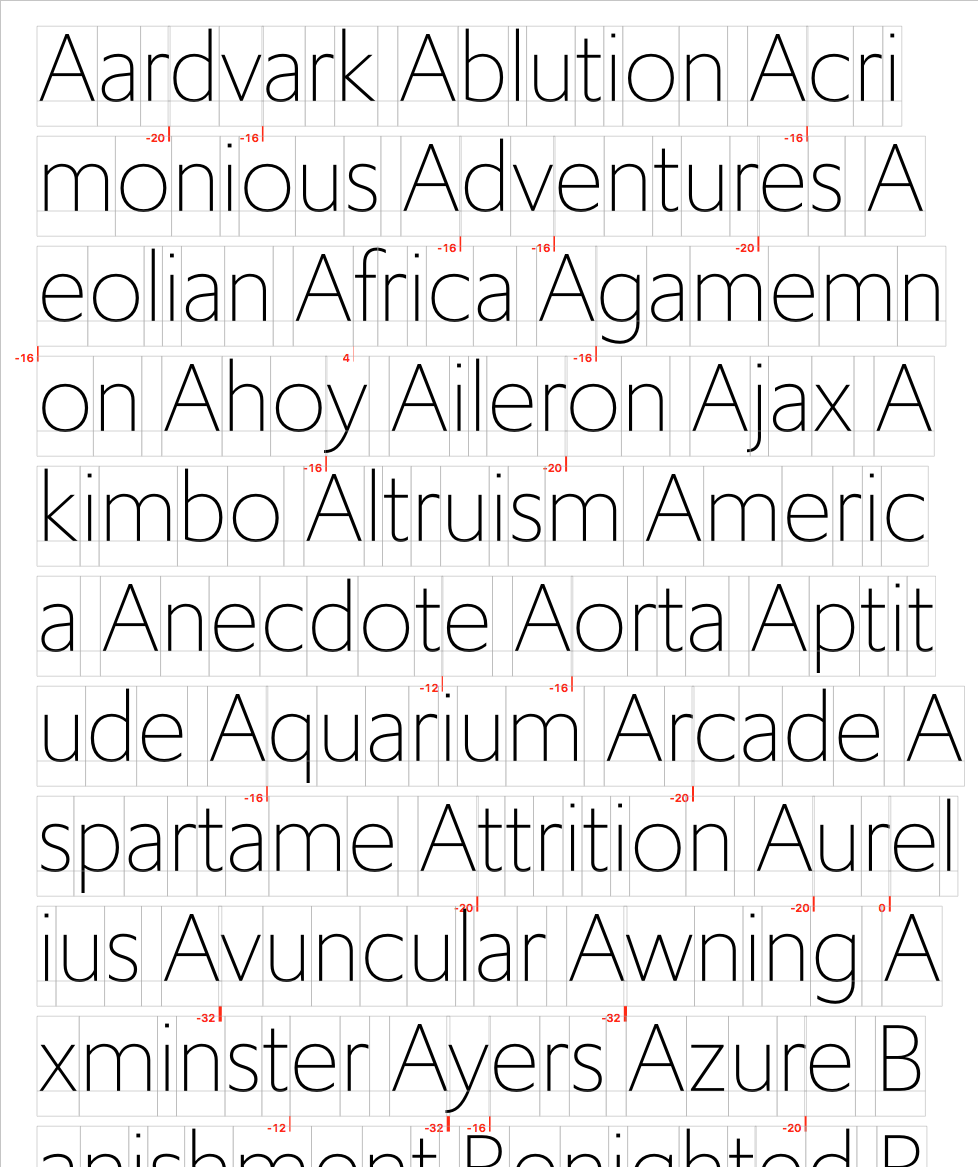 Aardvark Ablution Acri
-20 -16 -16
monious Adventures A
-16 -16 -20
eolian Africa Agamemn
-16 4 -16
on Ahoy Aileron Ajax A
-16 -20
kimbo Altruism Americ
a Anecdote Aorta Aptit
-12 -16
ude Aquarium Arcade A
-16 -20
spartame Attrition Aurel
-20 -20 0
ius Avuncular Awning A
-32 -32
xminster Ayers Azure B
-12 -32 -16 -20
anishment Benighted B